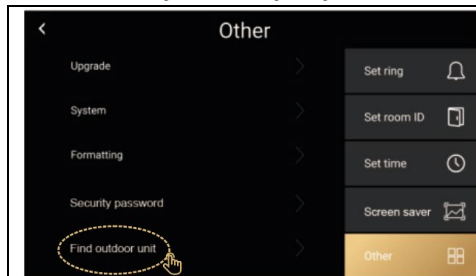 Other
Upgrade
System
Formatting
Security password
Find outdoor unit
Set ring
Set room ID
Set time
Screen saver
Other